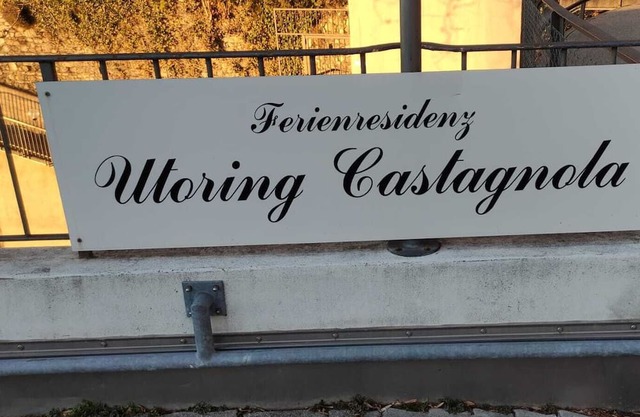 Ferienresidenz
Utoring Castagnola